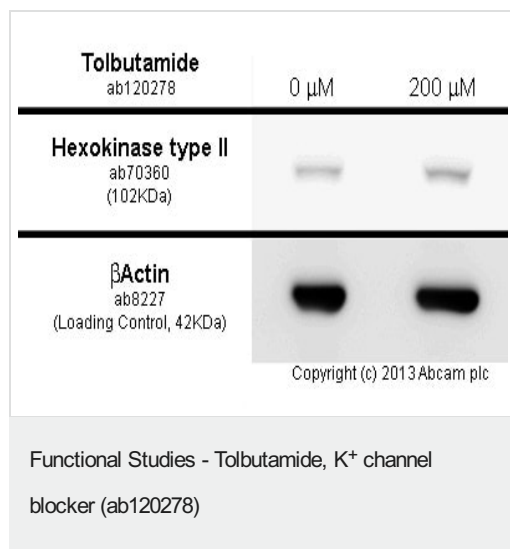 Tolbutamide
ab120278
0 µM 200 µM
Hexokinase type II
ab70360
(102KDa)
βActin
ab8227
(Loading Control, 42KDa)
Copyright (c) 2013 Abcam plc
Functional Studies - Tolbutamide, K⁺ channel
blocker (ab120278)